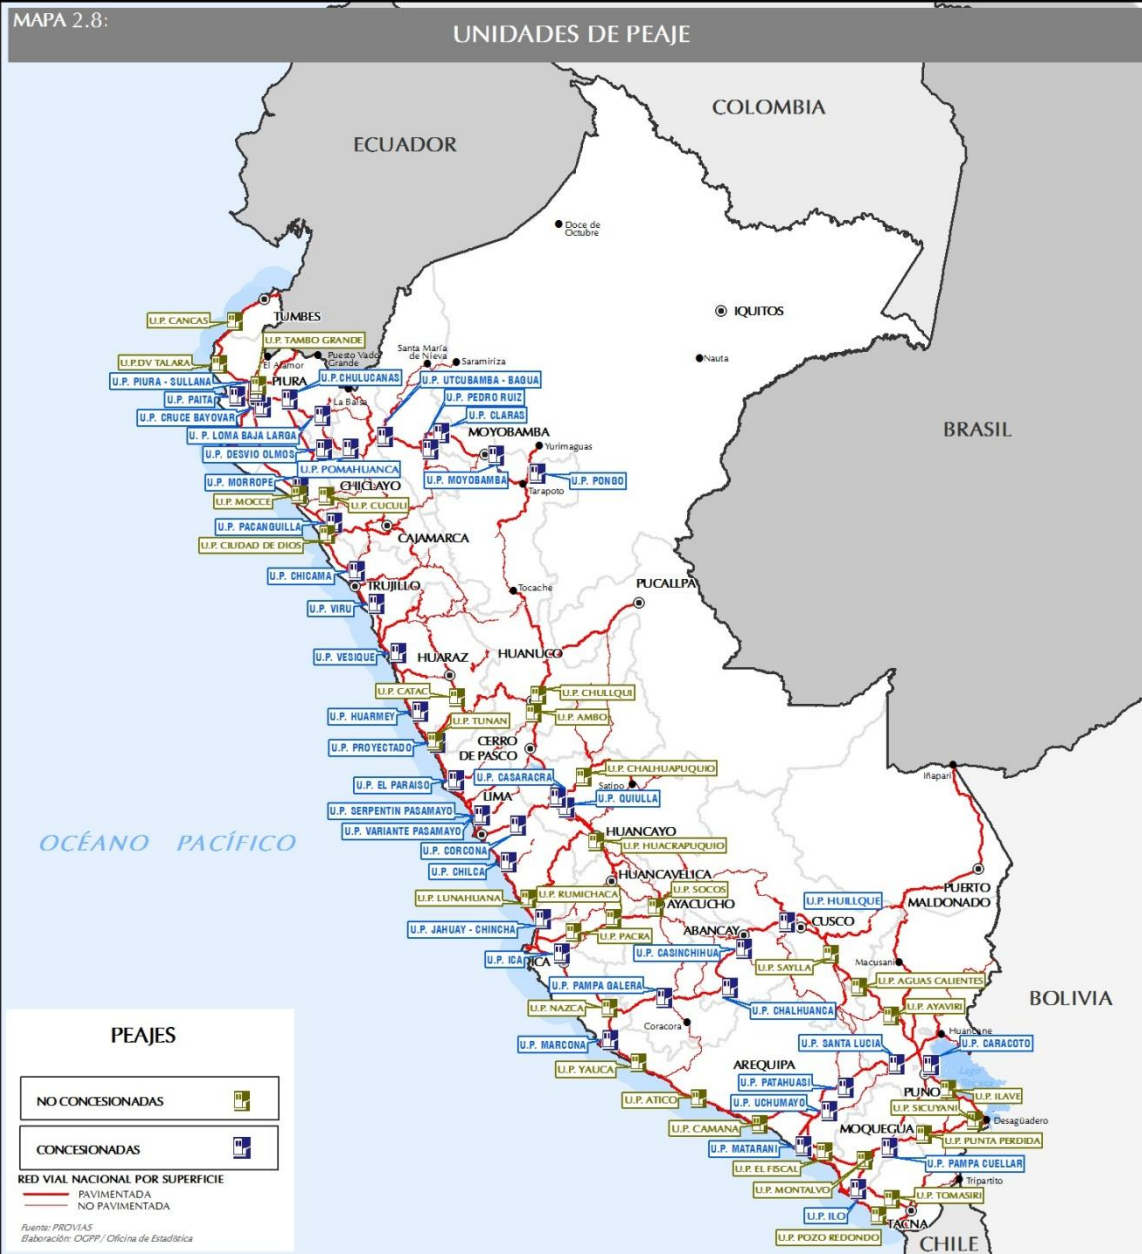 MAPA 2.8:
UNIDADES DE PEAJE
COLOMBIA
ECUADOR
Doce de
Octubre
IQUITOS
TUMBES
U.P. CANCAS
U.P. TAMBO GRANDE
Nauta
Santa María
de Nieva
Saramiriza
Puesto Vado
Grande
El Alamor
U.P.DV TALARA
PIURA
U.P.CHULUCANAS
U.P. UTCUBAMBA - BAGUA
U.P. PIURA - SULLANA
La Balsa
U.P. PEDRO RUIZ
U.P. PAITA
U.P. CLARAS
U.P. CRUCE BAYOVAR
BRASIL
MOYOBAMBA
U. P. LOMA BAJA LARGA
Yurimaguas
U.P. DESVIO OLMOS
U.P. POMAHUANCA
U.P. MOYOBAMBA
U.P. PONGO
U.P. MORROPE
CHICLAYO
Tarapoto
U.P. MOCCE
U.P. CUCULI
U.P. PACANGUILLA
CAJAMARCA
U.P. CIUDAD DE DIOS
U.P. CHICAMA
TRUJILLO
PUCALLPA
Tocache
U.P. VIRU
U.P. VESIQUE
HUARAZ
HUANUCO
U.P. CATAC
U.P. CHULLQUI
U.P. HUARMEY
U.P. TUNAN
U.P. AMBO
U.P. PROYECTADO
CERRO
DE PASCO
U.P. CHALHUAPUQUIO
U.P. CASARACRA
Iñapari
U.P. EL PARAISO
Satipo
LIMA
U.P. QUIULLA
U.P. SERPENTIN PASAMAYO
U.P. VARIANTE PASAMAYO
HUANCAYO
OCÉANO PACÍFICO
U.P. CORCONA
U.P. HUACRAPUQUIO
U.P. CHILCA
HUANCAVELICA
PUERTO
MALDONADO
U.P. SOCOS
U.P. LUNAHUANA
U.P. RUMICHACA
AYACUCHO
U.P. HUILLQUE
CUSCO
U.P. JAHUAY - CHINCHA
U.P. PACRA
ABANCAY
U.P. CASINCHIHUA
U.P. ICA
ICA
U.P. SAYLLA
Macusani
U.P. PAMPA GALERA
U.P. AGUAS CALIENTES
BOLIVIA
U.P. NAZCA
U.P. CHALHUANCA
U.P. AYAVIRI
Coracora
Huancane
U.P. MARCONA
U.P. SANTA LUCIA
U.P. CARACOTO
U.P. YAUCA
AREQUIPA
Lago
Titicaca
U.P. PATAHUASI
PUNO
U.P. ILAVE
U.P. ATICO
U.P. UCHUMAYO
U.P. SICUYANI
Desagüadero
U.P. CAMANA
MOQUEGUA
U.P. PUNTA PERDIDA
U.P. MATARANI
U.P. EL FISCAL
U.P. PAMPA CUELLAR
Tripartito
U.P. MONTALVO
U.P. TOMASIRI
U.P. ILO
TACNA
U.P. POZO REDONDO
CHILE
PEAJES
NO CONCESIONADAS
CONCESIONADAS
RED VIAL NACIONAL POR SUPERFICIE
PAVIMENTADA
NO PAVIMENTADA
Fuente: PROVIAS
Elaboración: OGPP / Oficina de Estadística